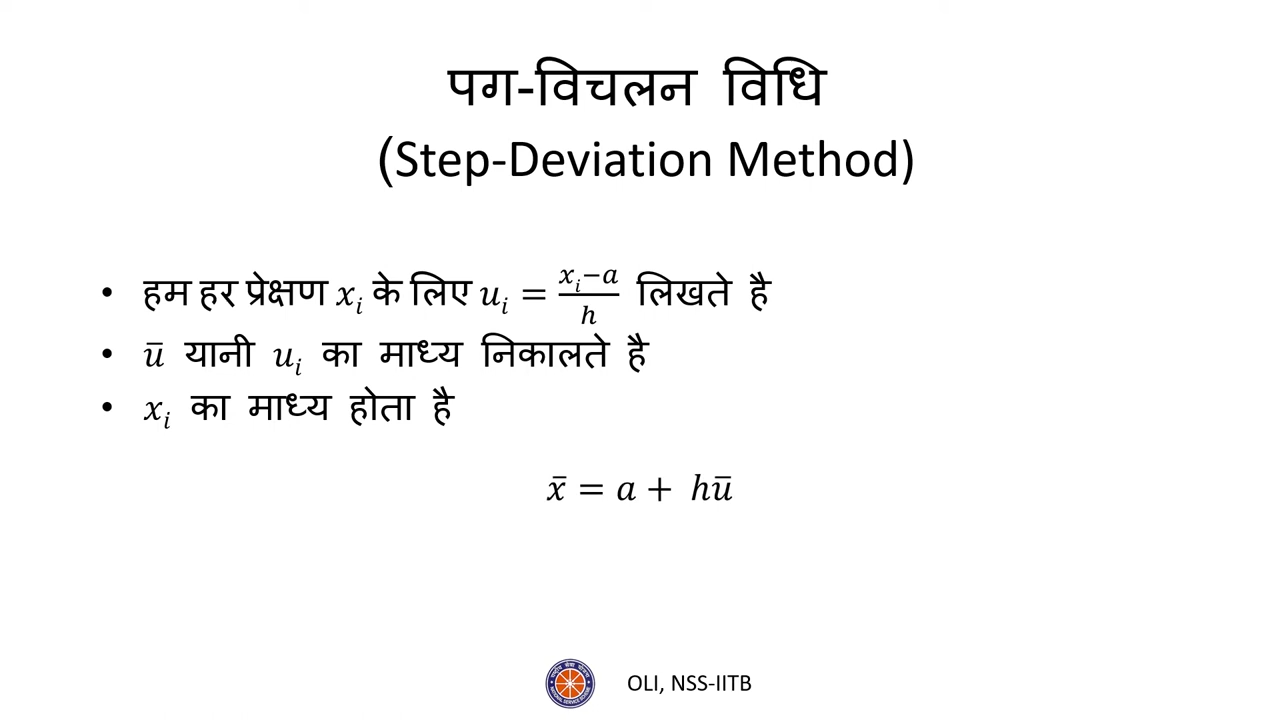 पग-विचलन विधि
(Step-Deviation Method)
• हम हर प्रेक्षण xᵢ के लिए uᵢ = (xᵢ−a)/h लिखते है
• ū यानी uᵢ का माध्य निकालते है
• xᵢ का माध्य होता है
x̄ = a + hū
OLI, NSS-IITB